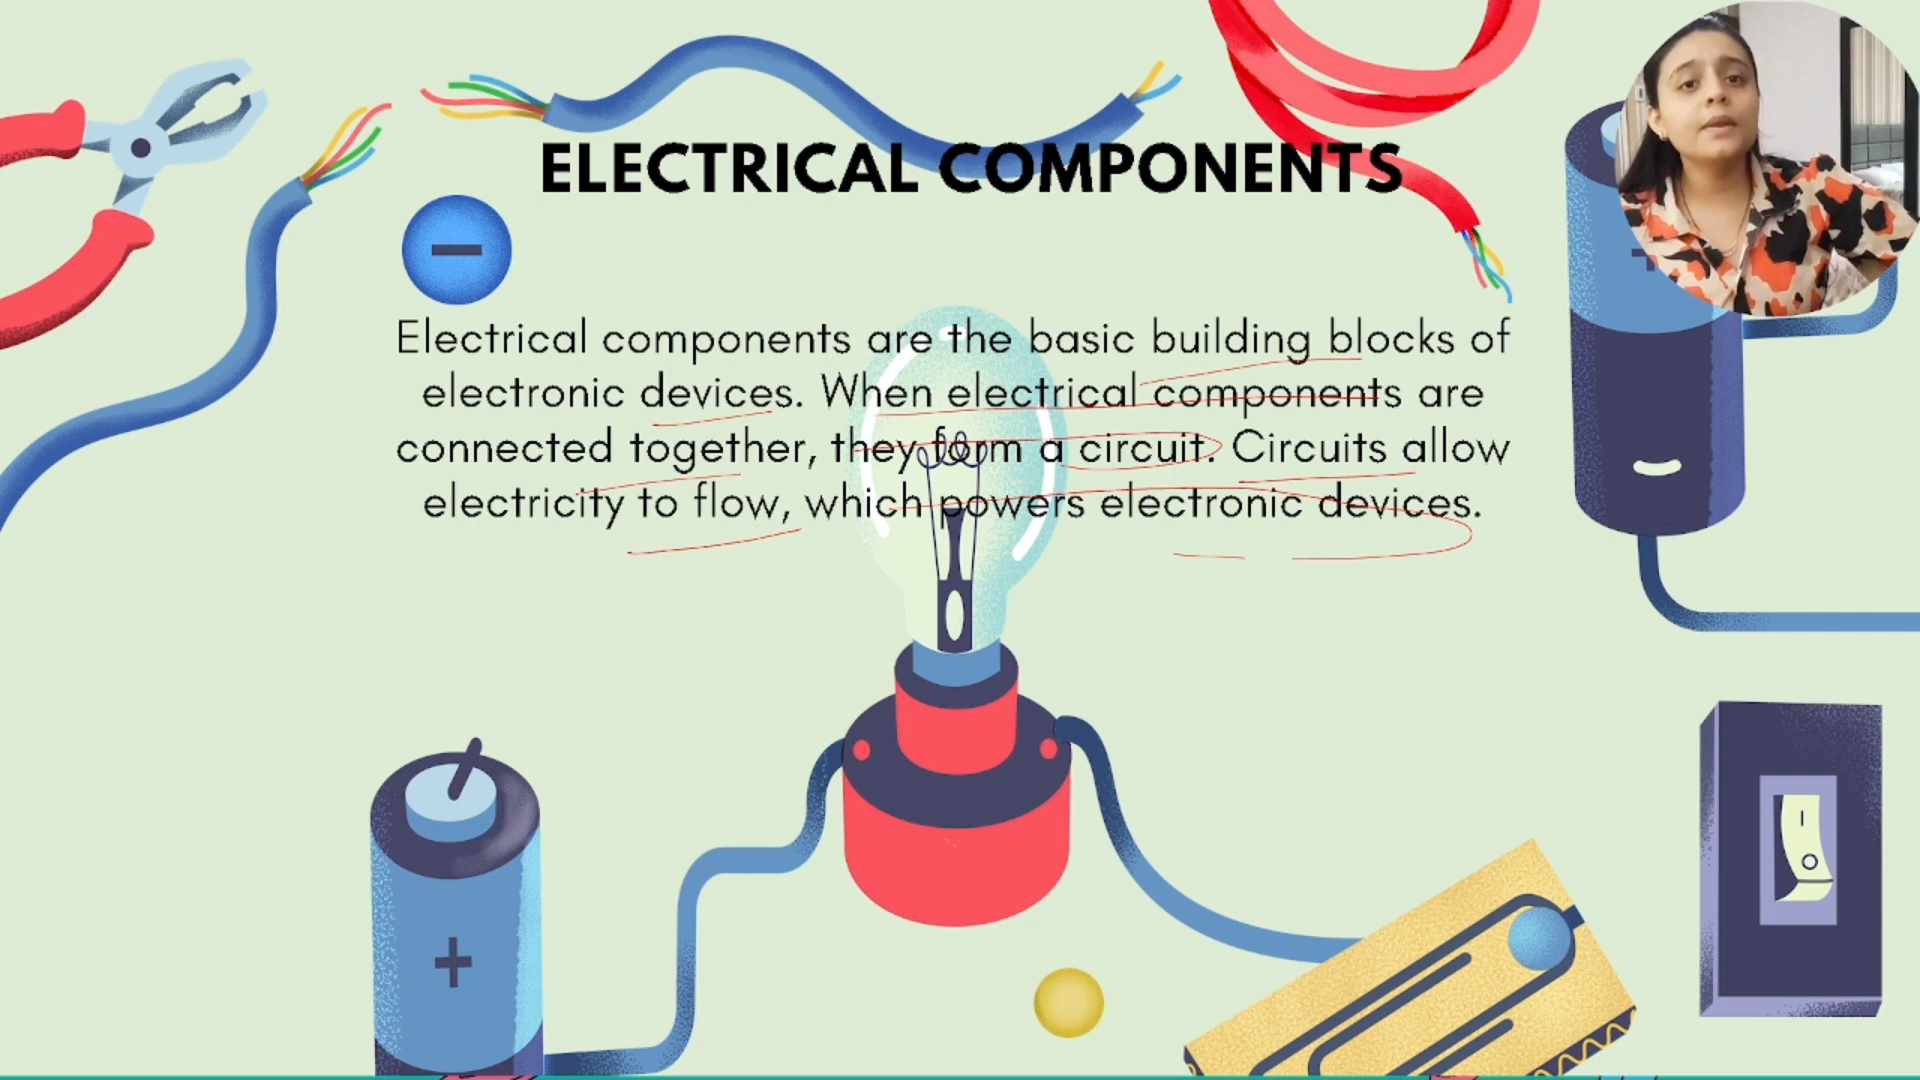 ELECTRICAL COMPONENTS
Electrical components are the basic building blocks of
electronic devices. When electrical components are
connected together, they form a circuit. Circuits allow
electricity to flow, which powers electronic devices.